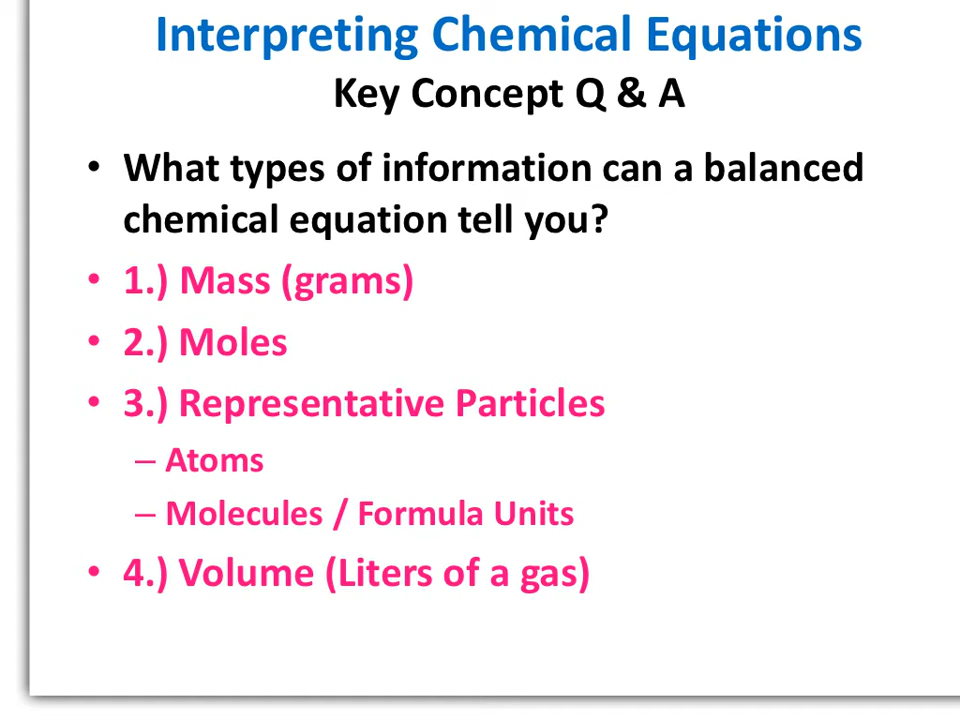 Interpreting Chemical Equations
Key Concept Q & A
• What types of information can a balanced
chemical equation tell you?
• 1.) Mass (grams)
• 2.) Moles
• 3.) Representative Particles
– Atoms
– Molecules / Formula Units
• 4.) Volume (Liters of a gas)